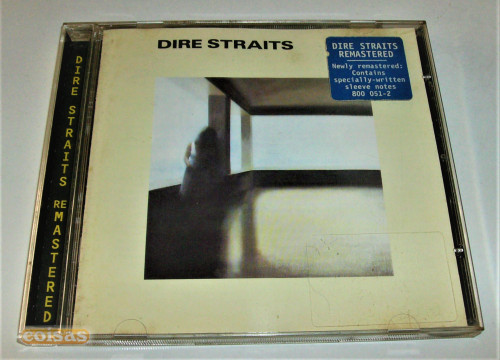 DIRE STRAITS
DIRE STRAITS
REMASTERED
Newly remastered:
Contains
specially-written
sleeve notes
800 051-2
DIRE STRAITS REMASTERED
coisas